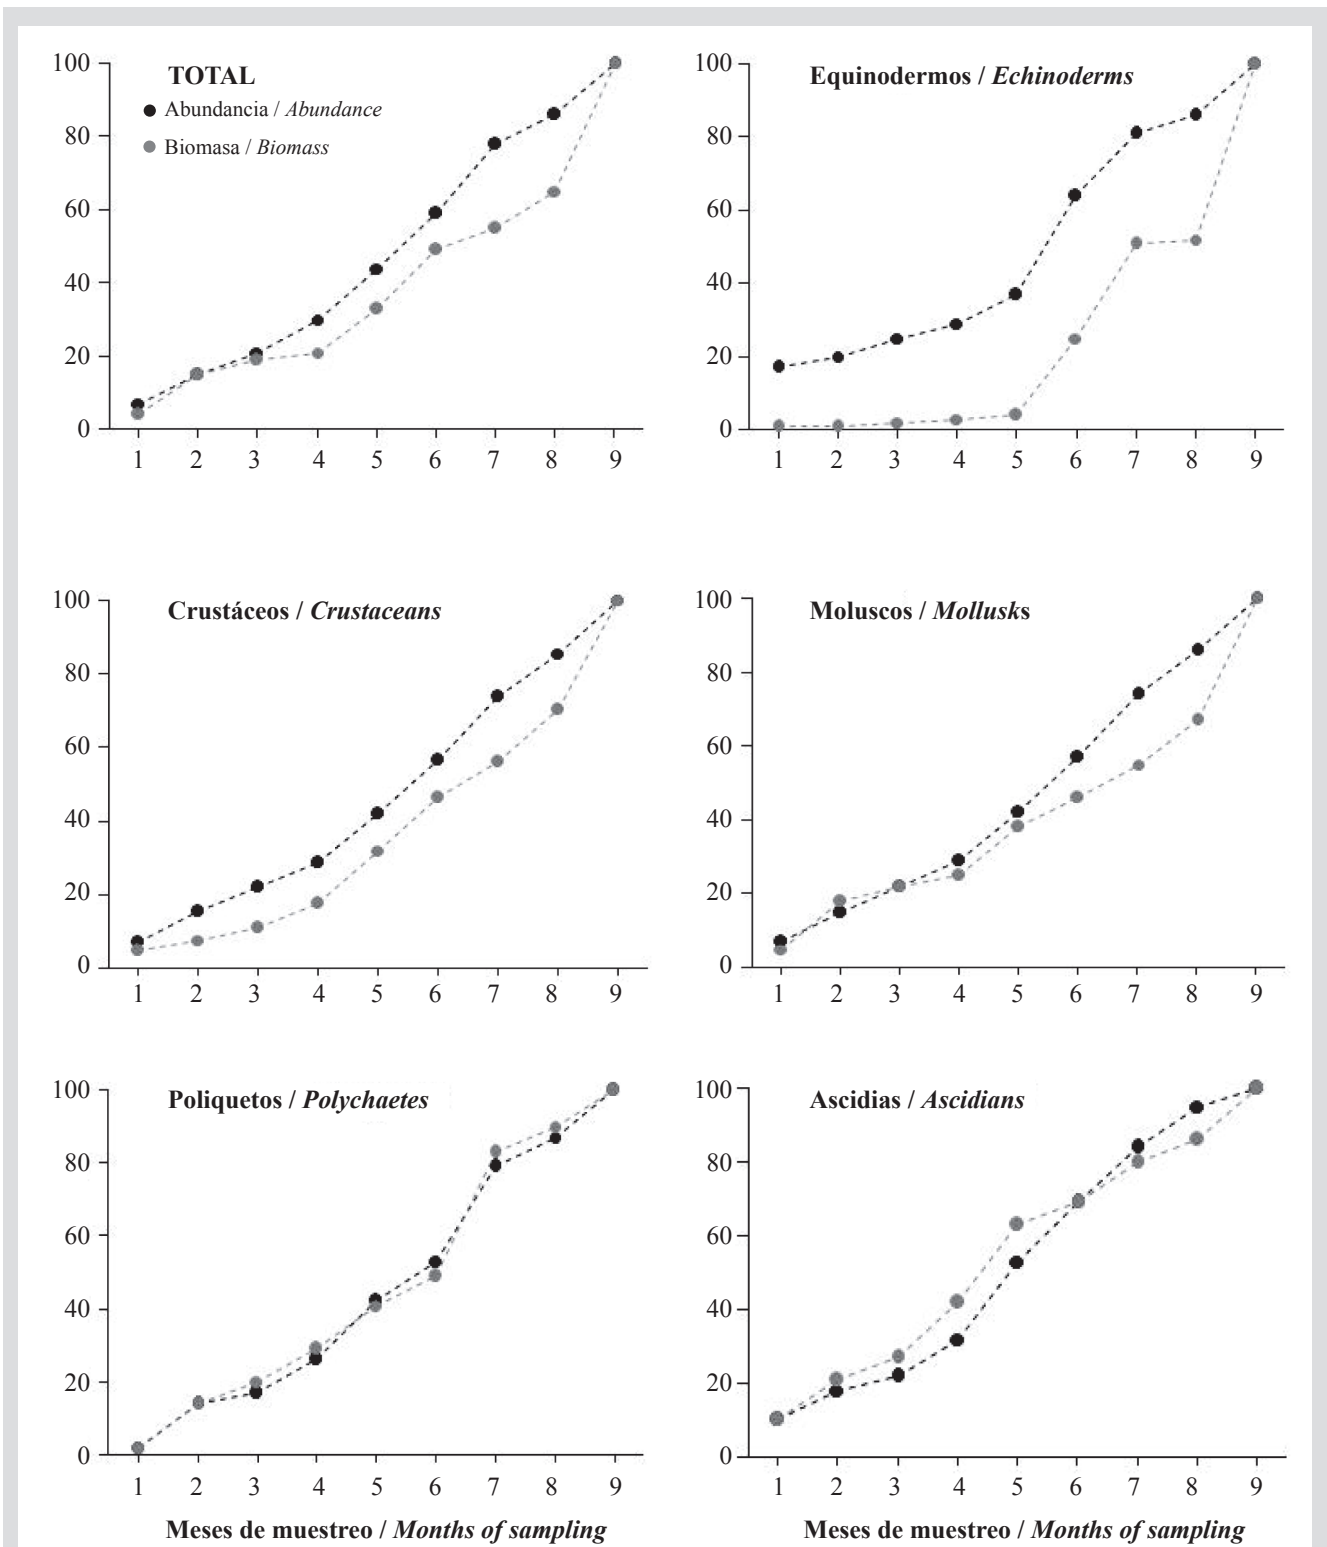 TOTAL
Abundancia / Abundance
Biomasa / Biomass
100
80
60
40
20
0
1 2 3 4 5 6 7 8 9
Equinodermos / Echinoderms
100
80
60
40
20
0
1 2 3 4 5 6 7 8 9
Crustáceos / Crustaceans
100
80
60
40
20
0
1 2 3 4 5 6 7 8 9
Moluscos / Mollusks
100
80
60
40
20
0
1 2 3 4 5 6 7 8 9
Poliquetos / Polychaetes
100
80
60
40
20
0
1 2 3 4 5 6 7 8 9
Meses de muestreo / Months of sampling
Ascidias / Ascidians
100
80
60
40
20
0
1 2 3 4 5 6 7 8 9
Meses de muestreo / Months of sampling